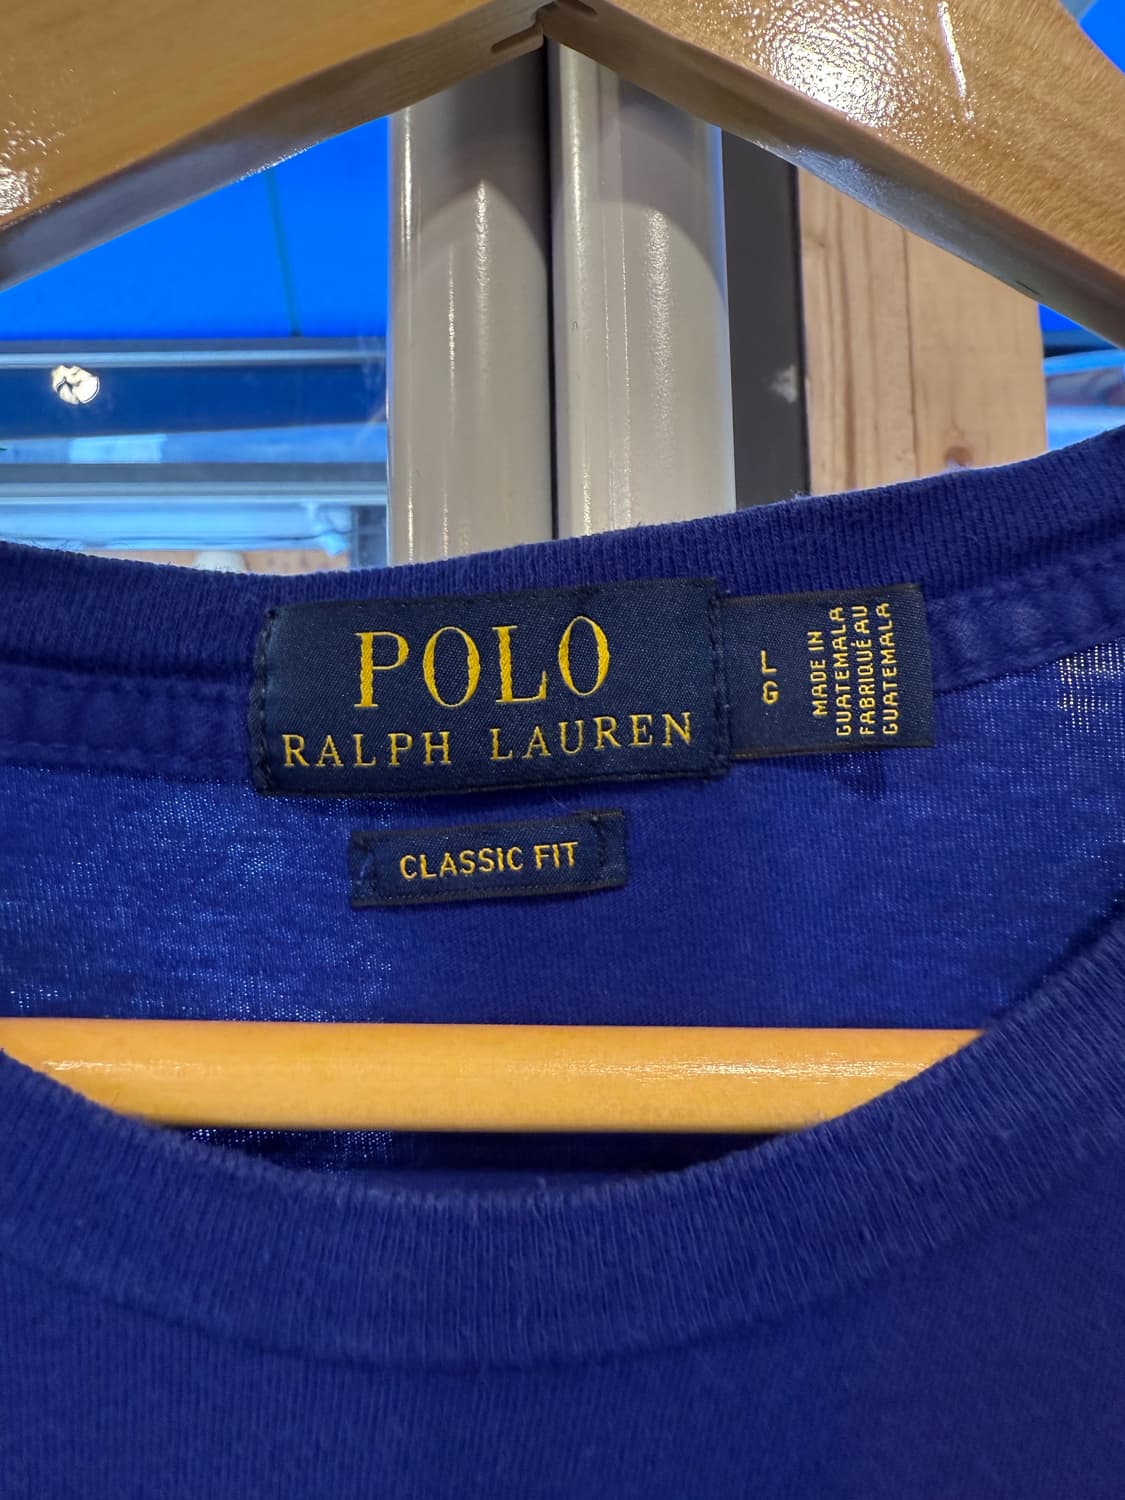 POLO
RALPH LAUREN
L
G
MADE IN
GUATEMALA
FABRIQUÉ AU
GUATEMALA
CLASSIC FIT